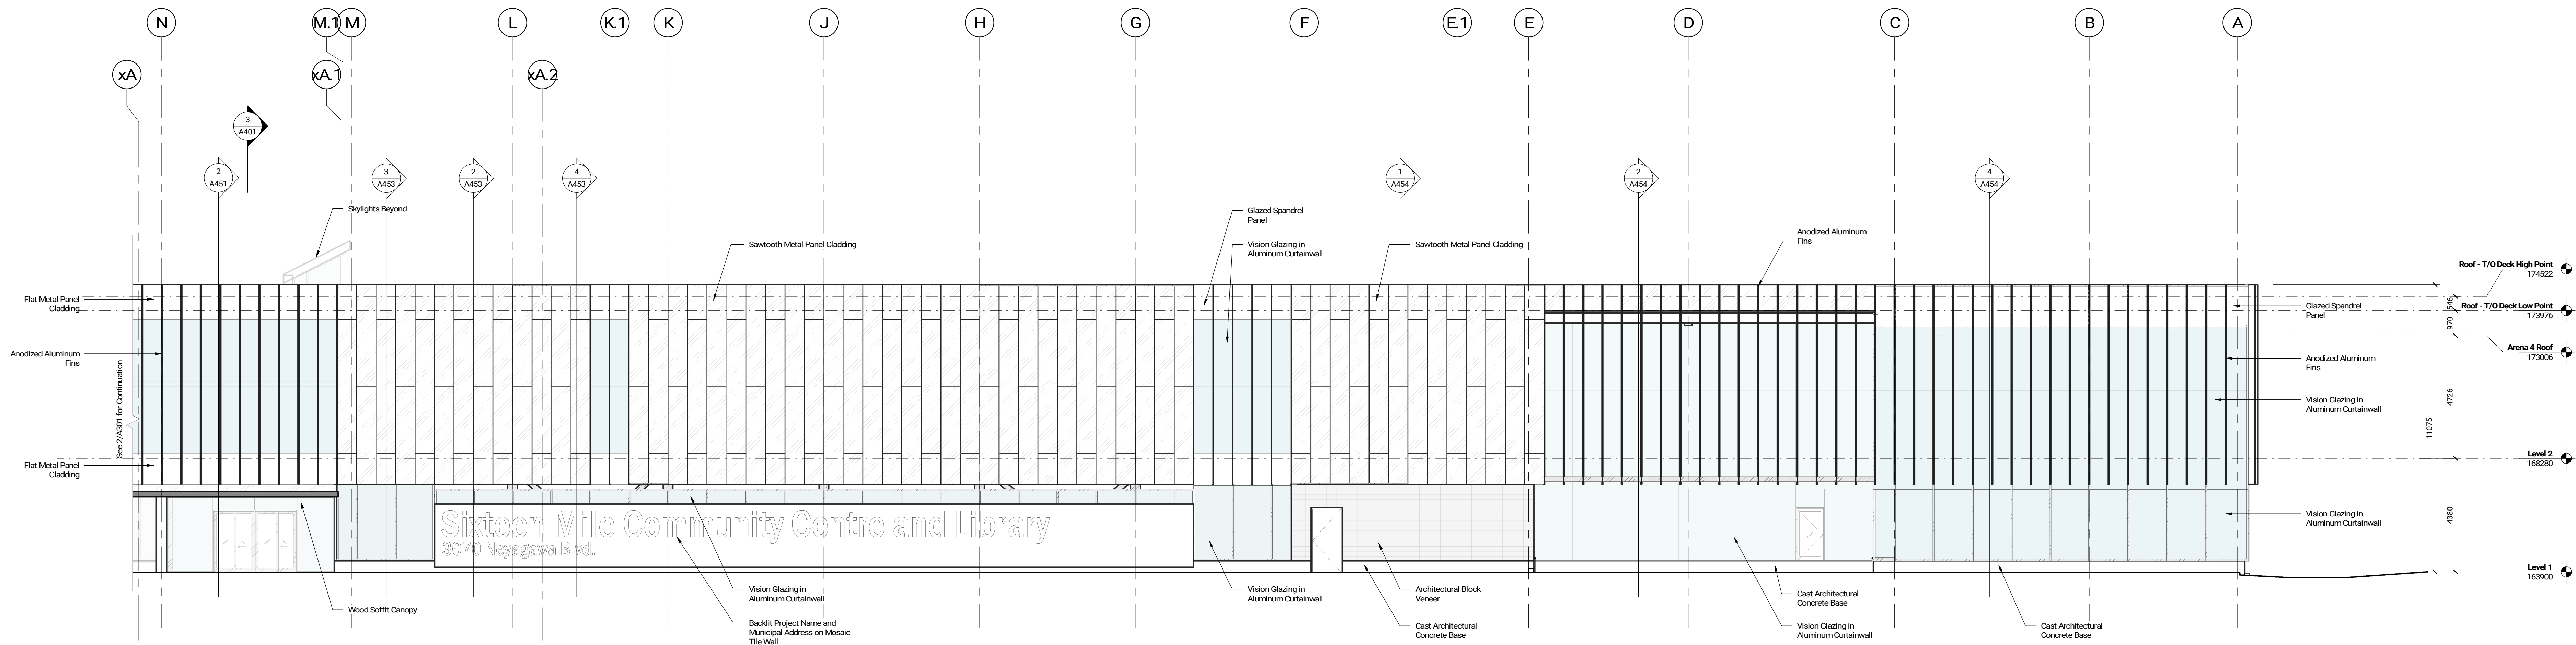 N
M.1
M
L
K.1
K
J
H
G
F
E.1
E
D
C
B
A
xA
xA.1
xA.2
3
A401
2
A451
3
A453
2
A453
4
A453
1
A454
2
A454
4
A454
Skylights Beyond
Glazed Spandrel
Panel
Sawtooth Metal Panel Cladding
Vision Glazing in
Aluminum Curtainwall
Sawtooth Metal Panel Cladding
Anodized Aluminum
Fins
Flat Metal Panel
Cladding
Anodized Aluminum
Fins
See 2/A301 for Continuation
Flat Metal Panel
Cladding
Glazed Spandrel
Panel
Anodized Aluminum
Fins
Vision Glazing in
Aluminum Curtainwall
Vision Glazing in
Aluminum Curtainwall
Roof - T/O Deck High Point
174522
Roof - T/O Deck Low Point
173976
Arena 4 Roof
173006
Level 2
168280
Level 1
163900
546
970
4726
4380
11075
Sixteen Mile Community Centre and Library
3070 Neyagawa Blvd.
Wood Soffit Canopy
Vision Glazing in
Aluminum Curtainwall
Backlit Project Name and
Municipal Address on Mosaic
Tile Wall
Vision Glazing in
Aluminum Curtainwall
Architectural Block
Veneer
Cast Architectural
Concrete Base
Cast Architectural
Concrete Base
Vision Glazing in
Aluminum Curtainwall
Cast Architectural
Concrete Base